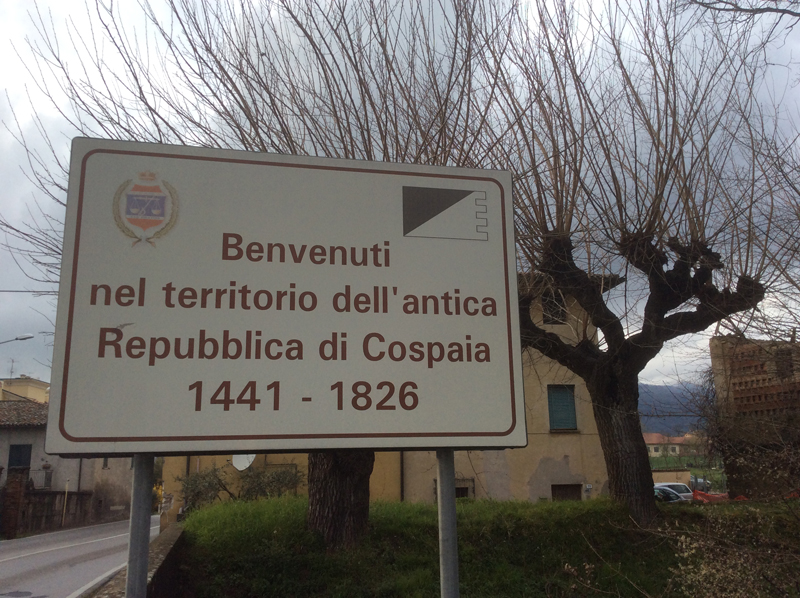 Benvenuti
nel territorio dell'antica
Repubblica di Cospaia
1441 - 1826